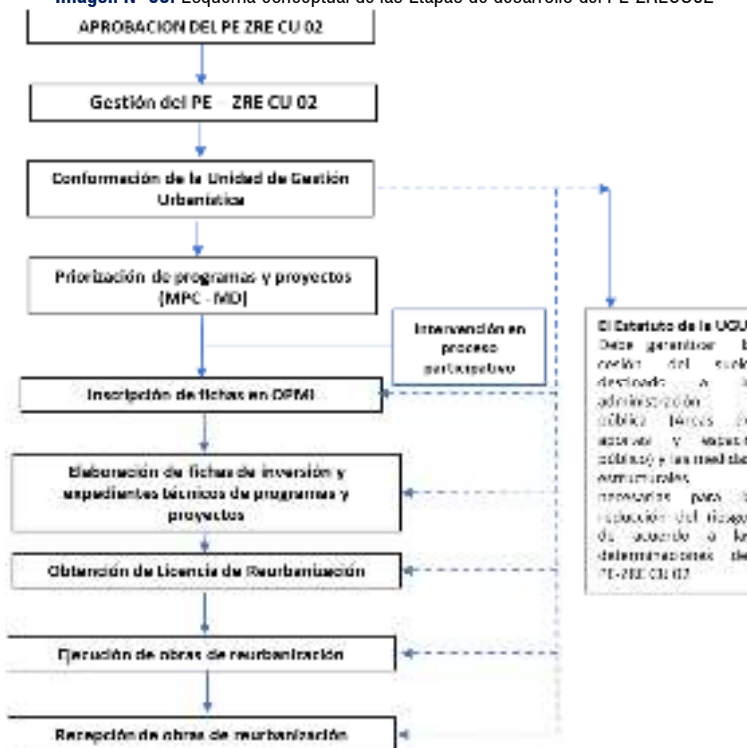 Esquema conceptual de las Etapas de desarrollo del PE ZRECU02
APROBACION DEL PE ZRE CU 02
Gestión del PE – ZRE CU 02
Conformación de la Unidad de Gestión
Urbanística
Priorización de programas y proyectos
(MPC - MD)
Intervención en
proceso
participativo
Inscripción de fichas en OPMI
Elaboración de fichas de inversión y
expedientes técnicos de programas y
proyectos
Obtención de Licencia de Reurbanización
Ejecución de obras de reurbanización
Recepción de obras de reurbanización
El Estatuto de la UGU
Debe garantizar
cesión del suelo
destinado a
administración
pública (Áreas
aportes y espacio
público) y las medidas
estructurales
necesarias para
reducción del riesgo
de acuerdo a las
determinaciones
PE-ZRE CU 02